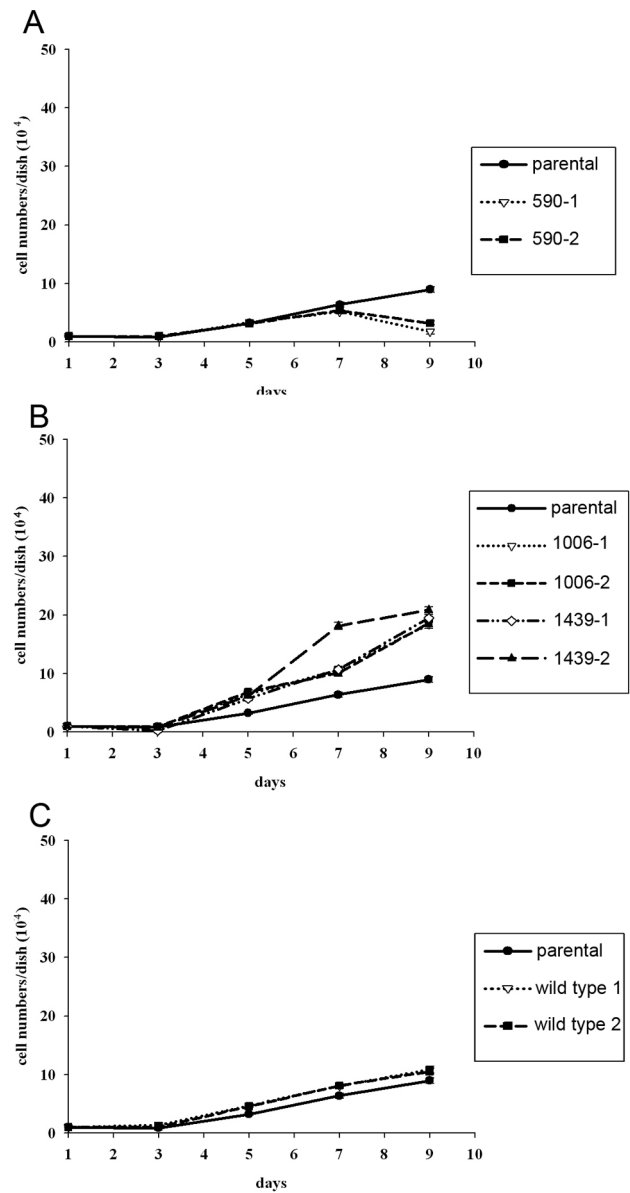 A
50
40
30
20
10
0
cell numbers/dish (10 4)
1 2 3 4 5 6 7 8 9 10
days
parental
590-1
590-2
B
50
40
30
20
10
0
cell numbers/dish (10⁴)
1 2 3 4 5 6 7 8 9 10
days
parental
1006-1
1006-2
1439-1
1439-2
C
50
40
30
20
10
0
cell numbers/dish (10⁴)
1 2 3 4 5 6 7 8 9 10
days
parental
wild type 1
wild type 2